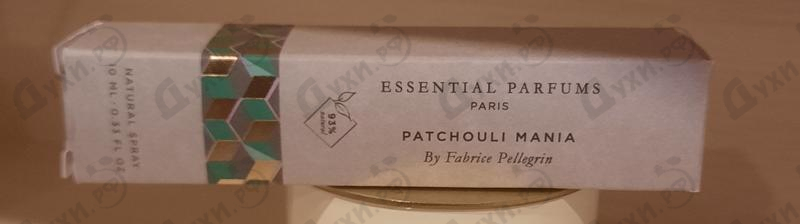 NATURAL SPRAY
10 ML · 0.33 FL OZ
93%
natural
ESSENTIAL PARFUMS
PARIS
PATCHOULI MANIA
By Fabrice Pellegrin
Духи.РФ